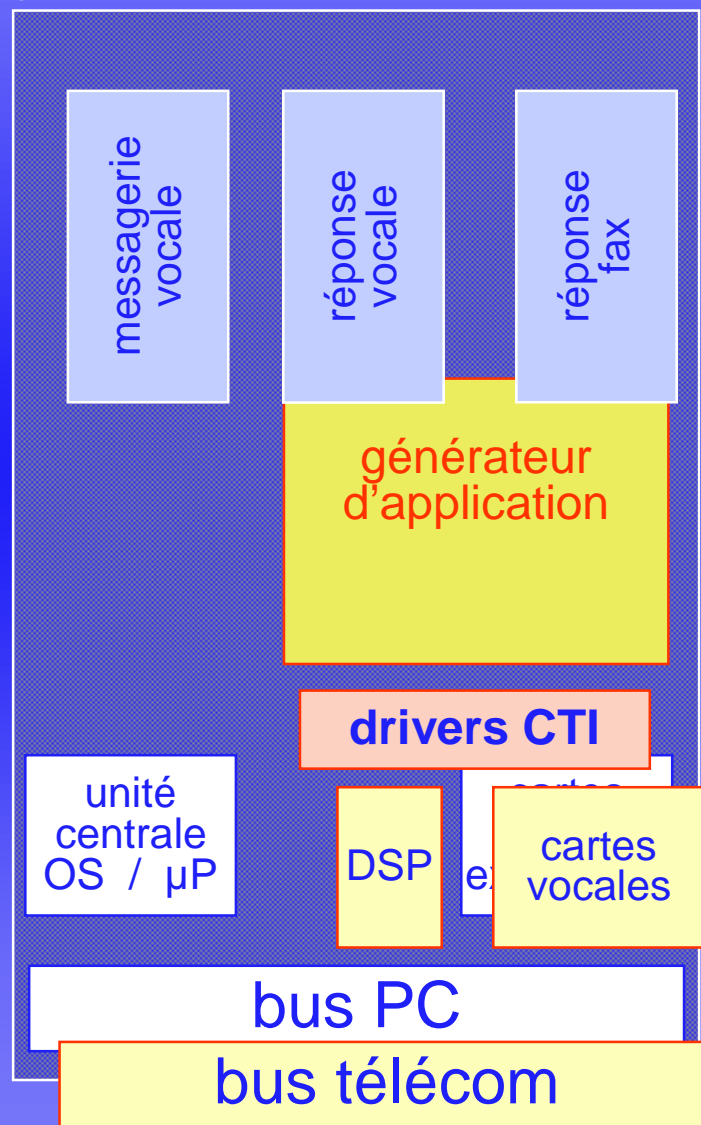 messagerie
vocale
réponse
vocale
réponse
fax
générateur
d’application
drivers CTI
unité
centrale
OS / µP
DSP
cartes
vocales
bus PC
bus télécom